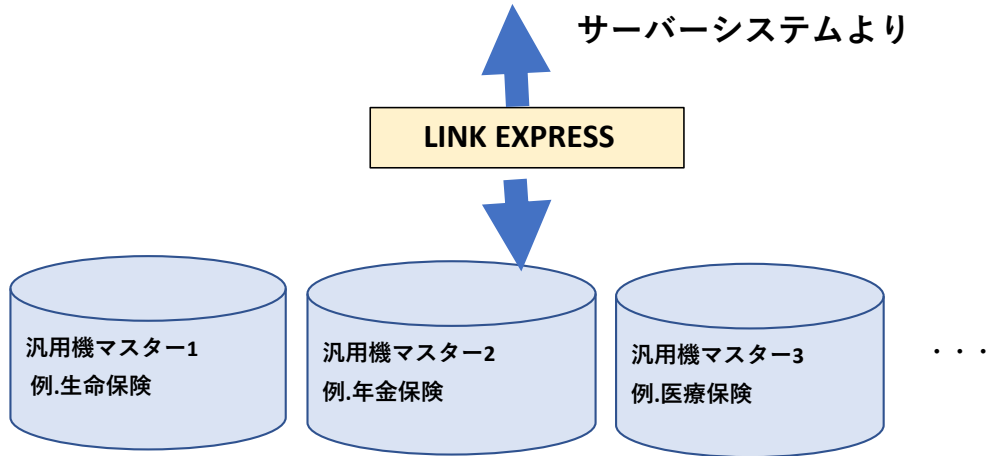 サーバーシステムより
LINK EXPRESS
汎用機マスター1
例.生命保険
汎用機マスター2
例.年金保険
汎用機マスター3
例.医療保険
・・・